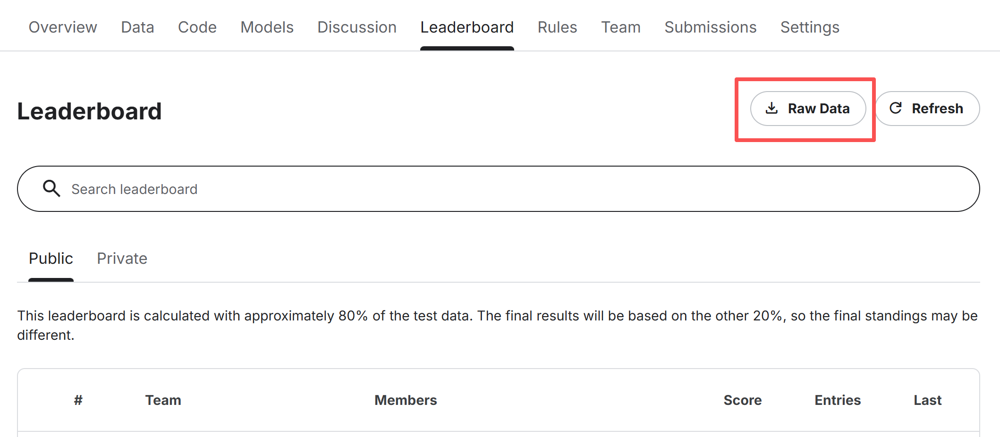 Overview Data Code Models Discussion Leaderboard Rules Team Submissions Settings
Leaderboard
Raw Data Refresh
Search leaderboard
Public Private
This leaderboard is calculated with approximately 80% of the test data. The final results will be based on the other 20%, so the final standings may be
different.
# Team Members Score Entries Last